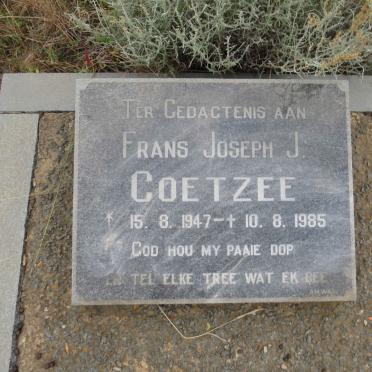 TER GEDACTENIS AAN
FRANS JOSEPH J.
COETZEE
* 15. 8. 1947 - † 10. 8. 1985
GOD HOU MY PAAIE DOP
EN TEL ELKE TREE WAT EK GEE